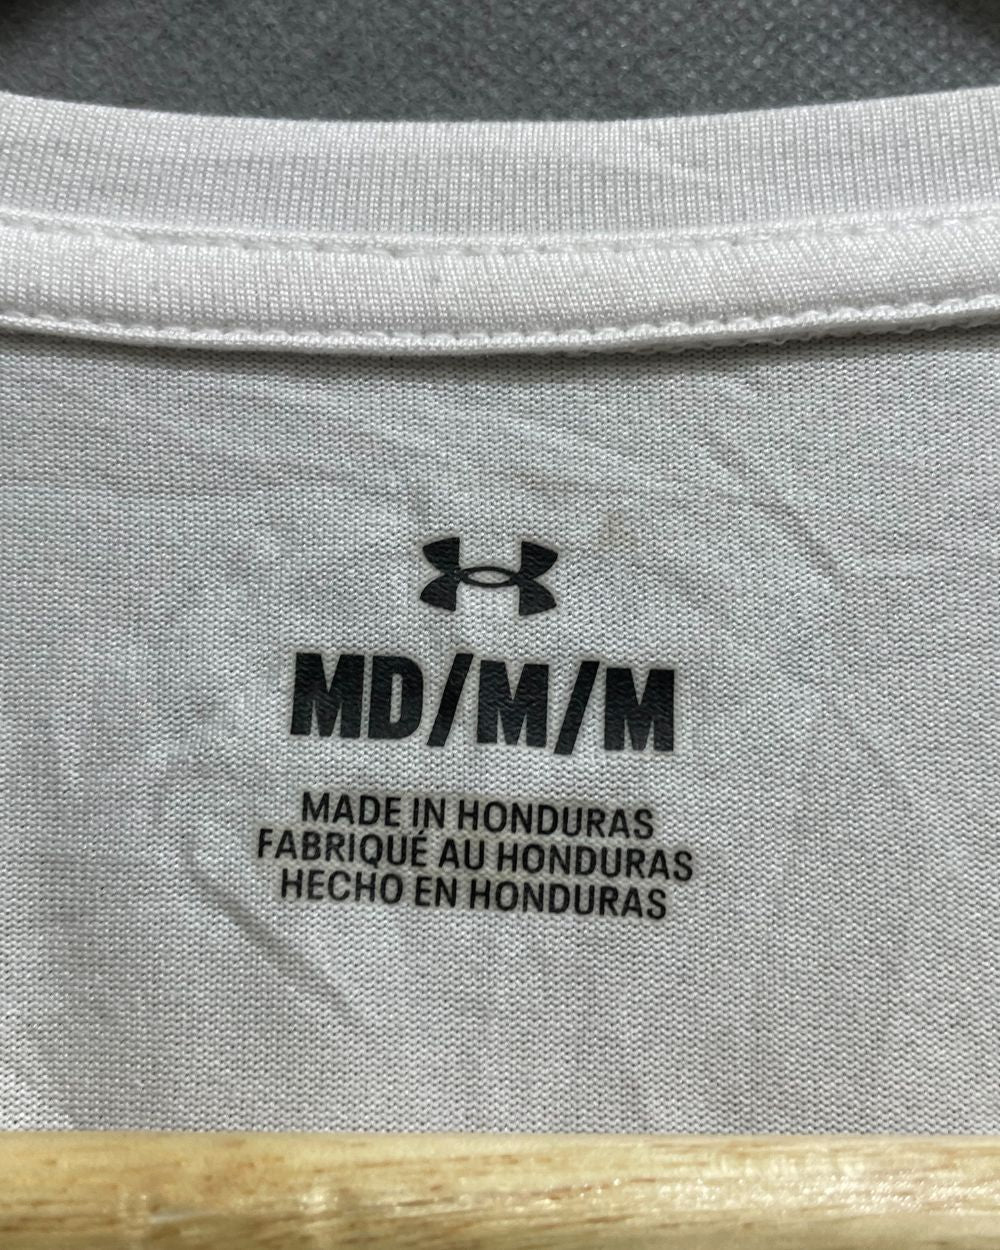 MD/M/M
MADE IN HONDURAS
FABRIQUÉ AU HONDURAS
HECHO EN HONDURAS